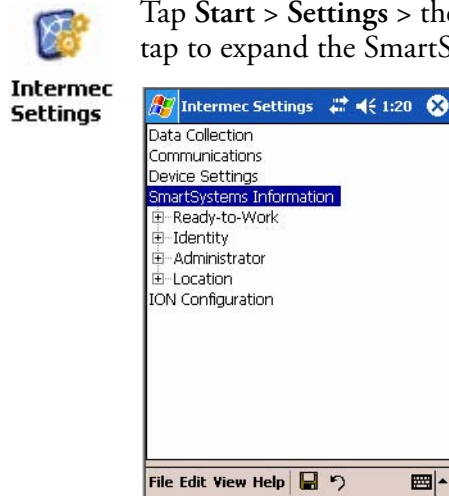 Tap Start > Settings > the
tap to expand the SmartS
Intermec
Settings
Intermec Settings 1:20
Data Collection
Communications
Device Settings
SmartSystems Information
Ready-to-Work
Identity
Administrator
Location
ION Configuration
File Edit View Help